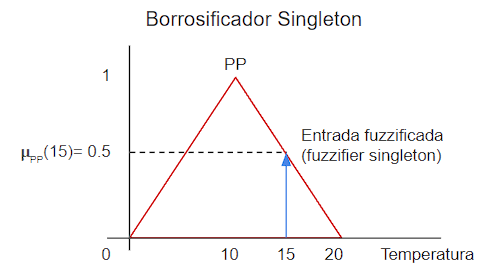 Borrosificador Singleton
PP
1
Entrada fuzzificada
(fuzzifier singleton)
μPP(15)= 0.5
0
10
15
20
Temperatura